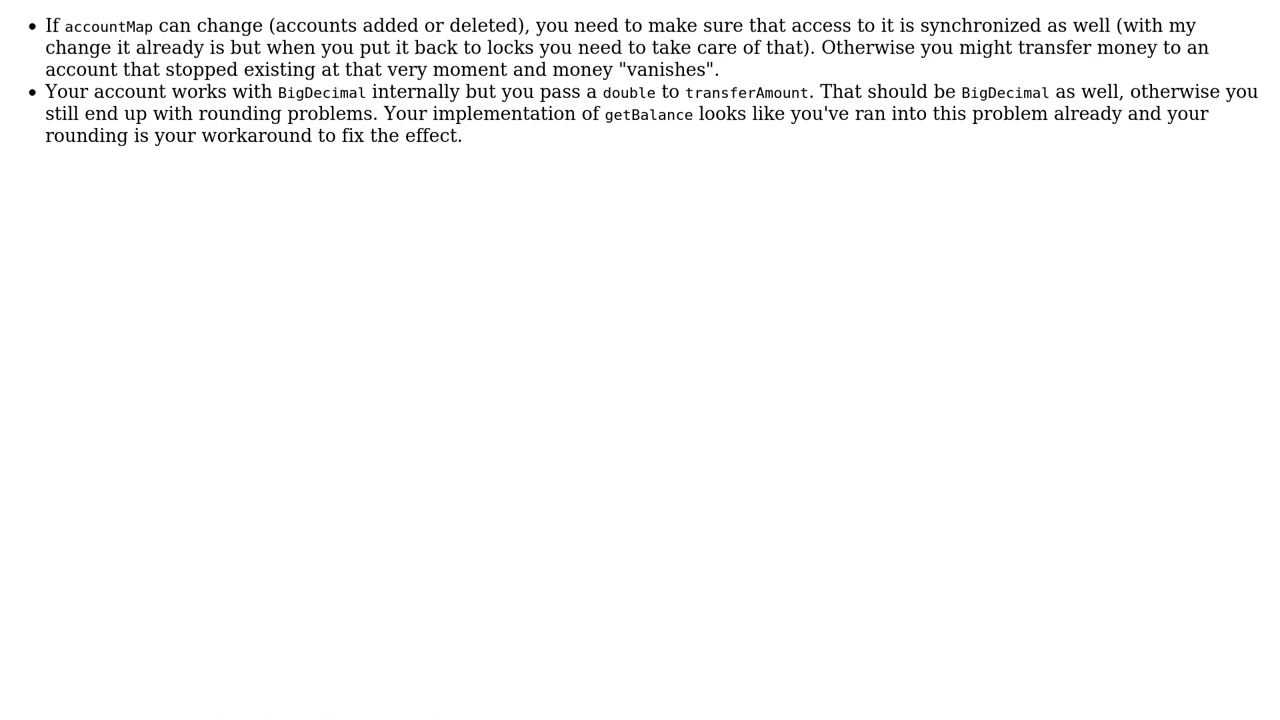 • If accountMap can change (accounts added or deleted), you need to make sure that access to it is synchronized as well (with my
change it already is but when you put it back to locks you need to take care of that). Otherwise you might transfer money to an
account that stopped existing at that very moment and money "vanishes".
• Your account works with BigDecimal internally but you pass a double to transferAmount. That should be BigDecimal as well, otherwise you
still end up with rounding problems. Your implementation of getBalance looks like you've ran into this problem already and your
rounding is your workaround to fix the effect.